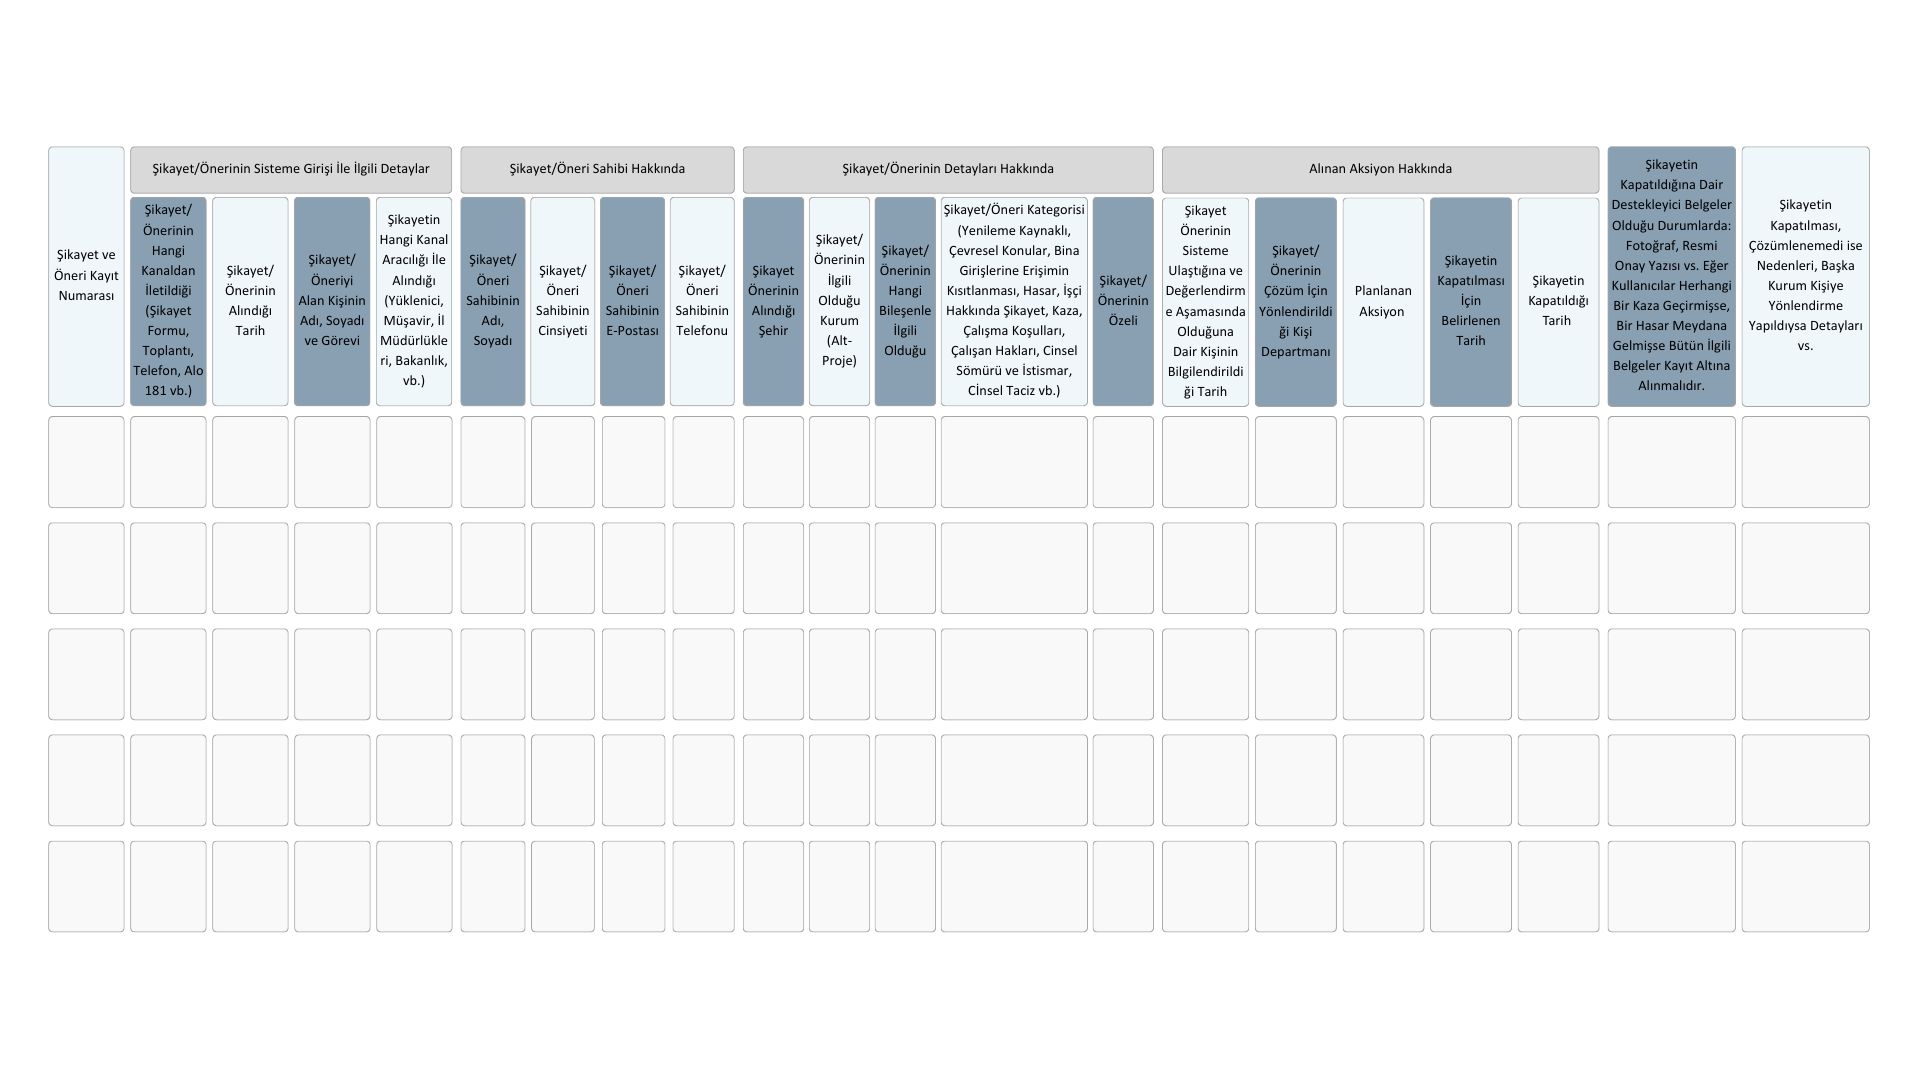 Şikayet ve
Öneri Kayıt
Numarası
Şikayet/Önerinin Sisteme Girişi İle İlgili Detaylar
Şikayet/
Önerinin
Hangi
Kanaldan
İletildiği
(Şikayet
Formu,
Toplantı,
Telefon, Alo
181 vb.)
Şikayet/
Önerinin
Alındığı
Tarih
Şikayet/
Öneriyi
Alan Kişinin
Adı, Soyadı
ve Görevi
Şikayetin
Hangi Kanal
Aracılığı İle
Alındığı
(Yüklenici,
Müşavir, İl
Müdürlükle
ri, Bakanlık,
vb.)
Şikayet/Öneri Sahibi Hakkında
Şikayet/
Öneri
Sahibinin
Adı,
Soyadı
Şikayet/
Öneri
Sahibinin
Cinsiyeti
Şikayet/
Öneri
Sahibinin
E-Postası
Şikayet/
Öneri
Sahibinin
Telefonu
Şikayet/Önerinin Detayları Hakkında
Şikayet
Önerinin
Alındığı
Şehir
Şikayet/
Önerinin
İlgili
Olduğu
Kurum
(Alt-
Proje)
Şikayet/
Önerinin
Hangi
Bileşenle
İlgili
Olduğu
Şikayet/Öneri Kategorisi
(Yenileme Kaynaklı,
Çevresel Konular, Bina
Girişlerine Erişimin
Kısıtlanması, Hasar, İşçi
Hakkında Şikayet, Kaza,
Çalışma Koşulları,
Çalışan Hakları, Cinsel
Sömürü ve İstismar,
Cİnsel Taciz vb.)
Şikayet/
Önerinin
Özeli
Alınan Aksiyon Hakkında
Şikayet
Önerinin
Sisteme
Ulaştığına ve
Değerlendirm
e Aşamasında
Olduğuna
Dair Kişinin
Bilgilendirildi
ği Tarih
Şikayet/
Önerinin
Çözüm İçin
Yönlendirildi
ği Kişi
Departmanı
Planlanan
Aksiyon
Şikayetin
Kapatılması
İçin
Belirlenen
Tarih
Şikayetin
Kapatıldığı
Tarih
Şikayetin
Kapatıldığına Dair
Destekleyici Belgeler
Olduğu Durumlarda:
Fotoğraf, Resmi
Onay Yazısı vs. Eğer
Kullanıcılar Herhangi
Bir Kaza Geçirmişse,
Bir Hasar Meydana
Gelmişse Bütün İlgili
Belgeler Kayıt Altına
Alınmalıdır.
Şikayetin
Kapatılması,
Çözümlenemedi ise
Nedenleri, Başka
Kurum Kişiye
Yönlendirme
Yapıldıysa Detayları
vs.